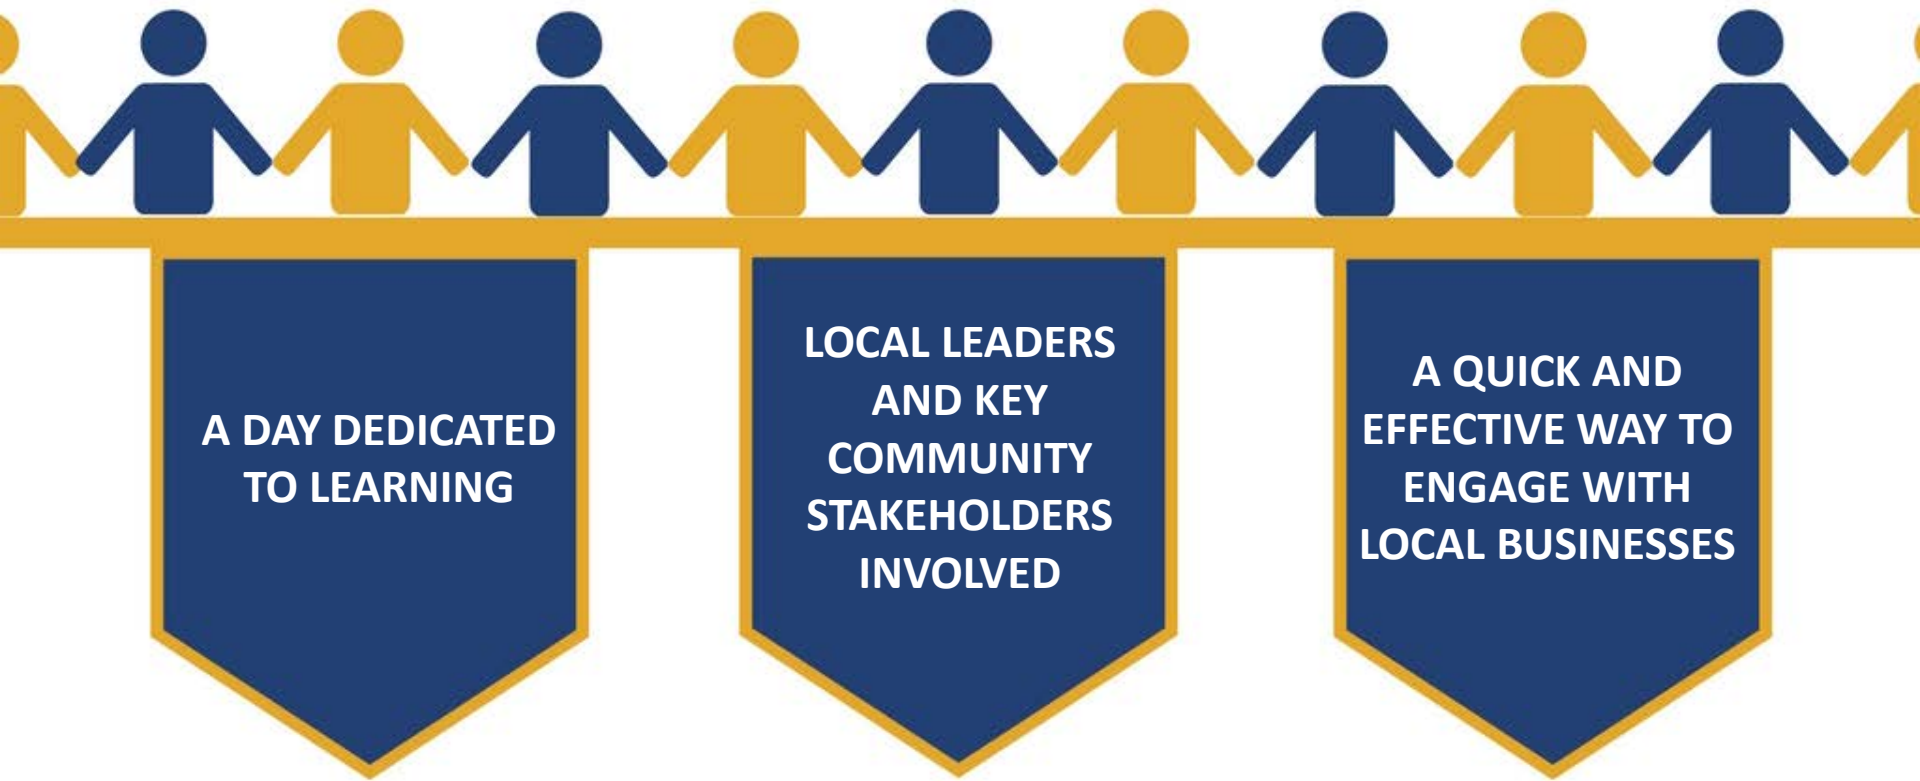 A DAY DEDICATED
TO LEARNING
LOCAL LEADERS
AND KEY
COMMUNITY
STAKEHOLDERS
INVOLVED
A QUICK AND
EFFECTIVE WAY TO
ENGAGE WITH
LOCAL BUSINESSES